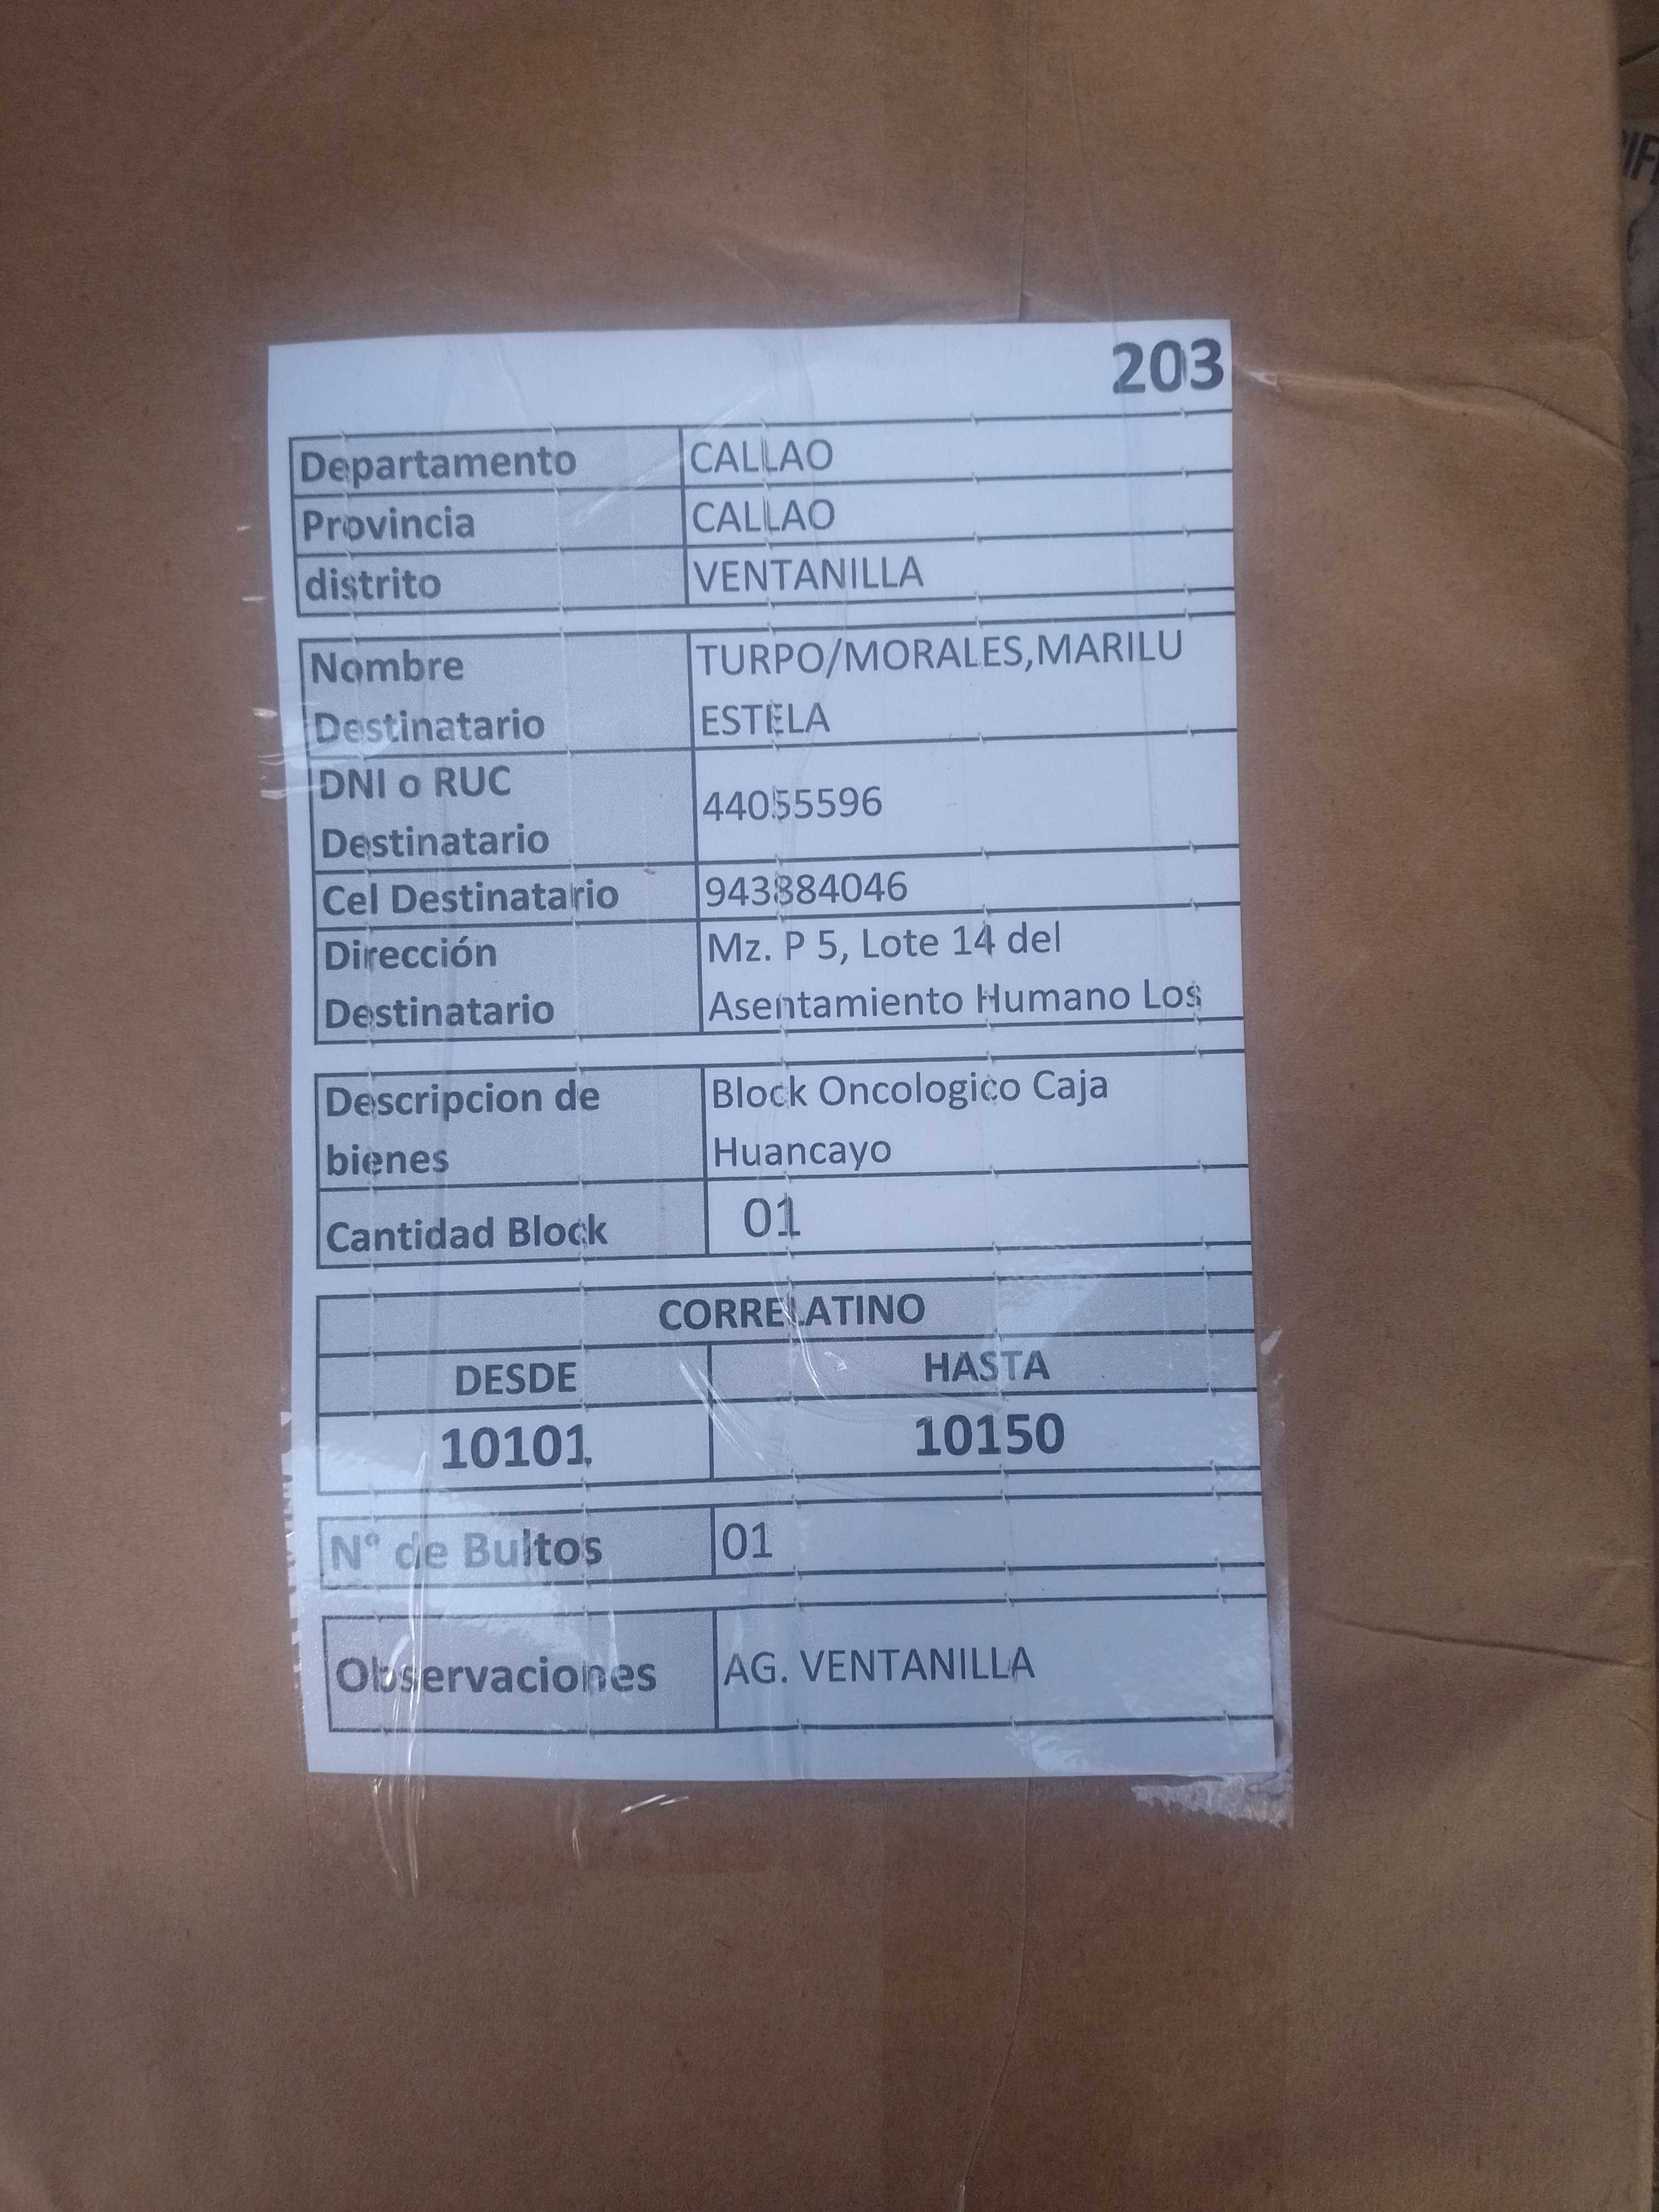 203
Departamento CALLAO
Provincia CALLAO
distrito VENTANILLA
Nombre TURPO/MORALES,MARILU
Destinatario ESTELA
DNI o RUC
Destinatario 44055596
Cel Destinatario 943884046
Dirección Mz. P 5, Lote 14 del
Destinatario Asentamiento Humano Los
Descripcion de Block Oncologico Caja
bienes Huancayo
Cantidad Block 01
CORRELATINO
DESDE HASTA
10101 10150
N° de Bultos 01
Observaciones AG. VENTANILLA